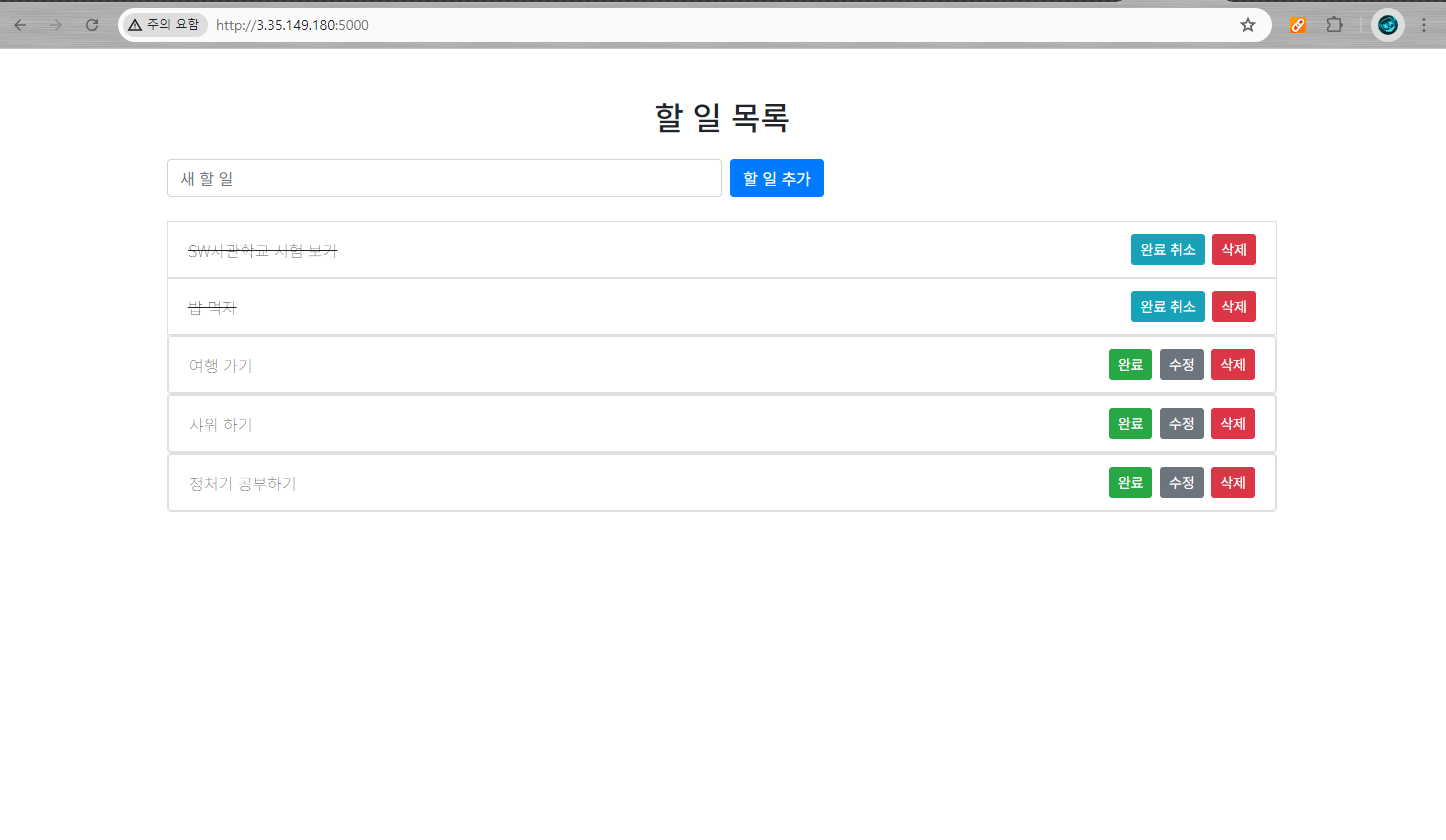 주의 요함 http://3.35.149.180:5000
할 일 목록
새 할 일 할 일 추가
SW사관학교 시험 보기 완료 취소 삭제
밥 먹자 완료 취소 삭제
여행 가기 완료 수정 삭제
샤워 하기 완료 수정 삭제
정처기 공부하기 완료 수정 삭제